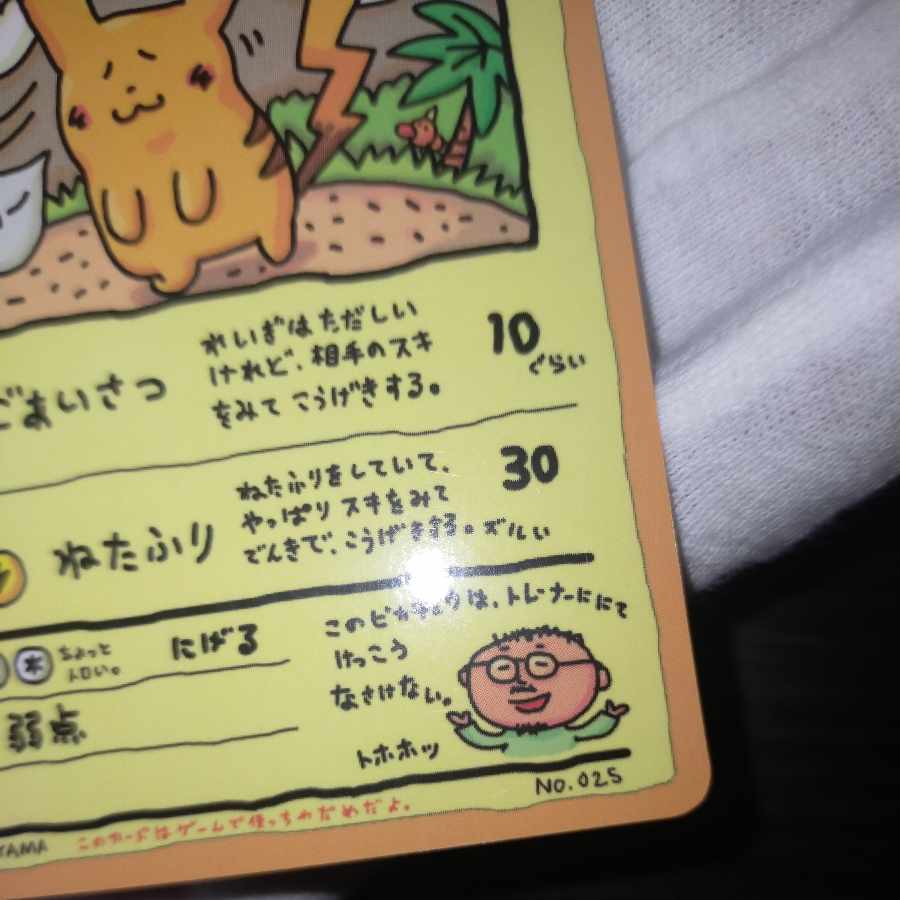 れいぎはただしい
けれど、相手のスキ
をみて こうげきする。
10
ぐらい
ごあいさつ
ねたふりをしていて、
やっぱり スキをみて
でんきで、こうげきする。ズルい
30
ねたふり
ちょっと
にげる
このピカチュウは、トレーナーににて
けっこう
なさけない。
トホホッ
弱点
NO.025
YAMA
このカードはゲームで使っちゃだめだよ。